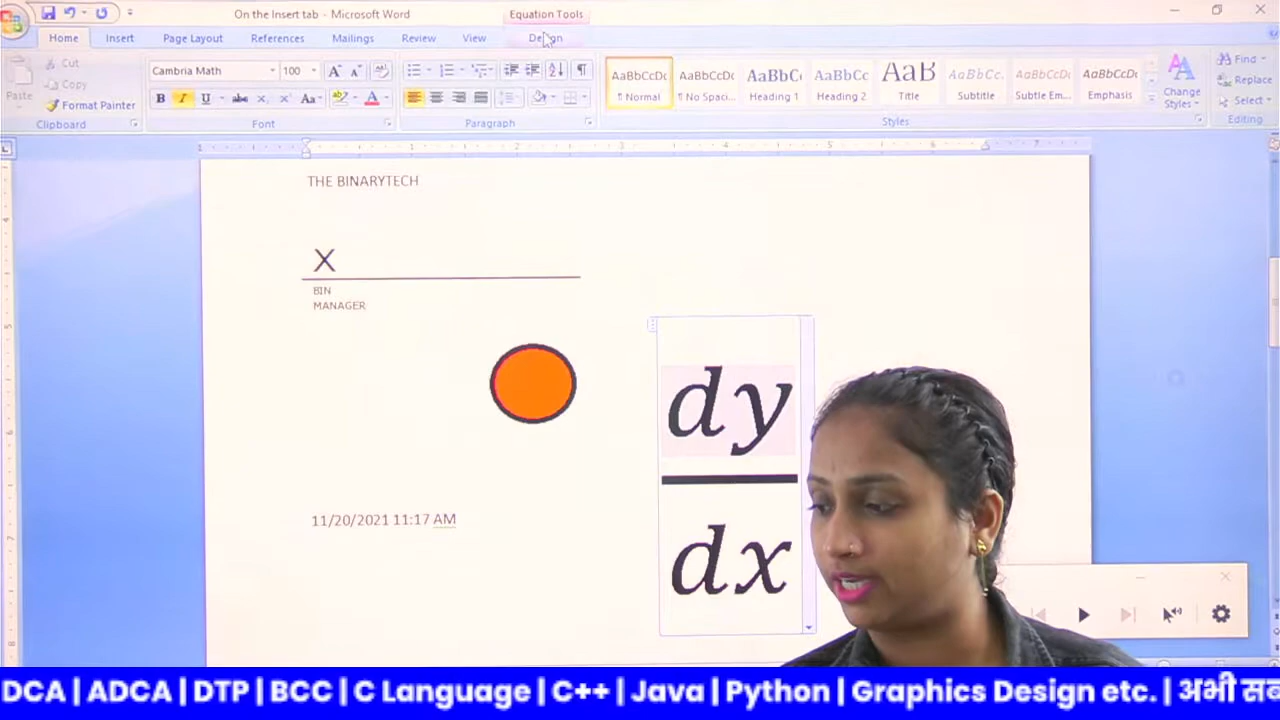 On the Insert tab - Microsoft Word
Equation Tools
Home Insert Page Layout References Mailings Review View Design
Paste
Cut
Copy
Format Painter
Clipboard
Cambria Math 100
Font
Paragraph
AaBbCcDc AaBbCcDc AaBbC AaBbCc AaB AaBbCc. AaBbCcDc AaBbCcDc
¶ Normal ¶ No Spaci... Heading 1 Heading 2 Title Subtitle Subtle Em... Emphasis
Change Styles
Styles
Find
Replace
Select
Editing
THE BINARYTECH
X
BIN
MANAGER
dy
dx
11/20/2021 11:17 AM
DCA | ADCA | DTP | BCC | C Language | C++ | Java | Python | Graphics Design etc. | अभी